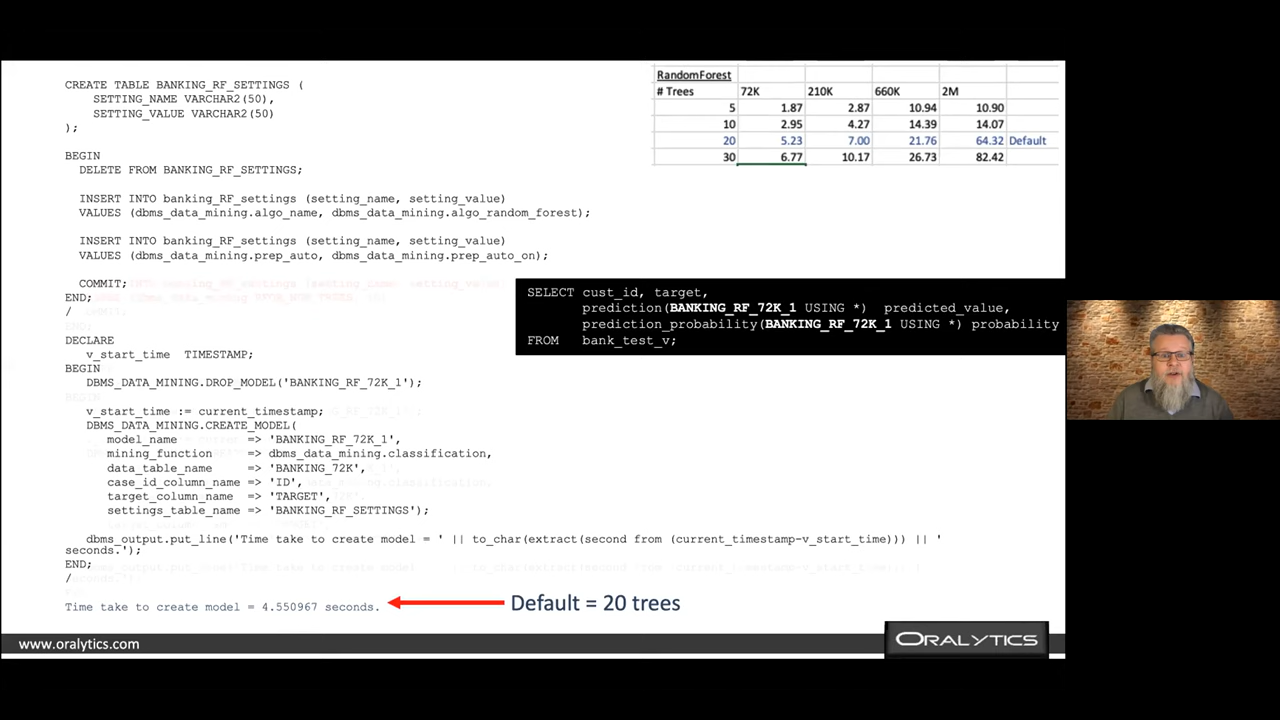 CREATE TABLE BANKING_RF_SETTINGS (
SETTING_NAME VARCHAR2(50),
SETTING_VALUE VARCHAR2(50)
);
BEGIN
DELETE FROM BANKING_RF_SETTINGS;
INSERT INTO banking_RF_settings (setting_name, setting_value)
VALUES (dbms_data_mining.algo_name, dbms_data_mining.algo_random_forest);
INSERT INTO banking_RF_settings (setting_name, setting_value)
VALUES (dbms_data_mining.prep_auto, dbms_data_mining.prep_auto_on);
COMMIT;
END;
/
DECLARE
v_start_time TIMESTAMP;
BEGIN
DBMS_DATA_MINING.DROP_MODEL('BANKING_RF_72K_1');
v_start_time := current_timestamp;
DBMS_DATA_MINING.CREATE_MODEL(
model_name => 'BANKING_RF_72K_1',
mining_function => dbms_data_mining.classification,
data_table_name => 'BANKING_72K',
case_id_column_name => 'ID',
target_column_name => 'TARGET',
settings_table_name => 'BANKING_RF_SETTINGS');
dbms_output.put_line('Time take to create model = ' || to_char(extract(second from (current_timestamp-v_start_time))) || '
seconds.');
END;
/
Time take to create model = 4.550967 seconds.
Default = 20 trees
RandomForest
# Trees 72K 210K 660K 2M
5 1.87 2.87 10.94 10.90
10 2.95 4.27 14.39 14.07
20 5.23 7.00 21.76 64.32 Default
30 6.77 10.17 26.73 82.42
SELECT cust_id, target,
prediction(BANKING_RF_72K_1 USING *) predicted_value,
prediction_probability(BANKING_RF_72K_1 USING *) probability
FROM bank_test_v;
www.oralytics.com
ORALYTICS